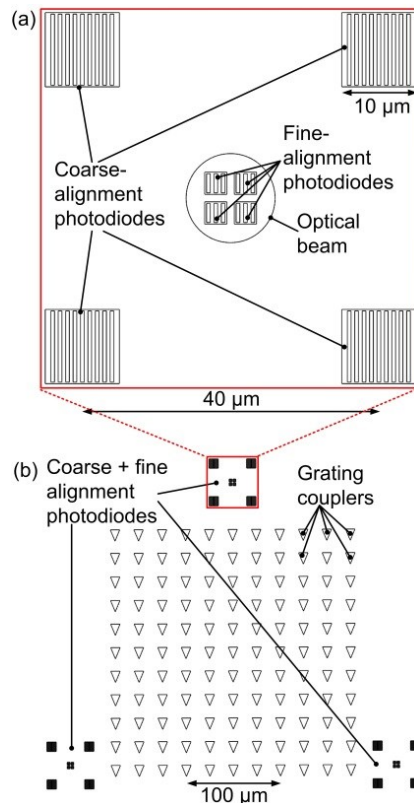 (a)
10 μm
Coarse-
alignment
photodiodes
Fine-
alignment
photodiodes
Optical
beam
40 μm
(b)
Coarse + fine
alignment
photodiodes
Grating
couplers
100 μm